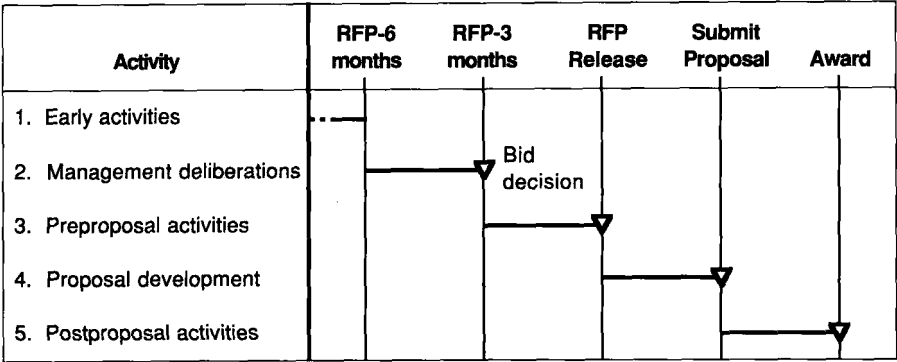 Activity
RFP-6 months
RFP-3 months
RFP Release
Submit Proposal
Award
1. Early activities
2. Management deliberations
Bid decision
3. Preproposal activities
4. Proposal development
5. Postproposal activities